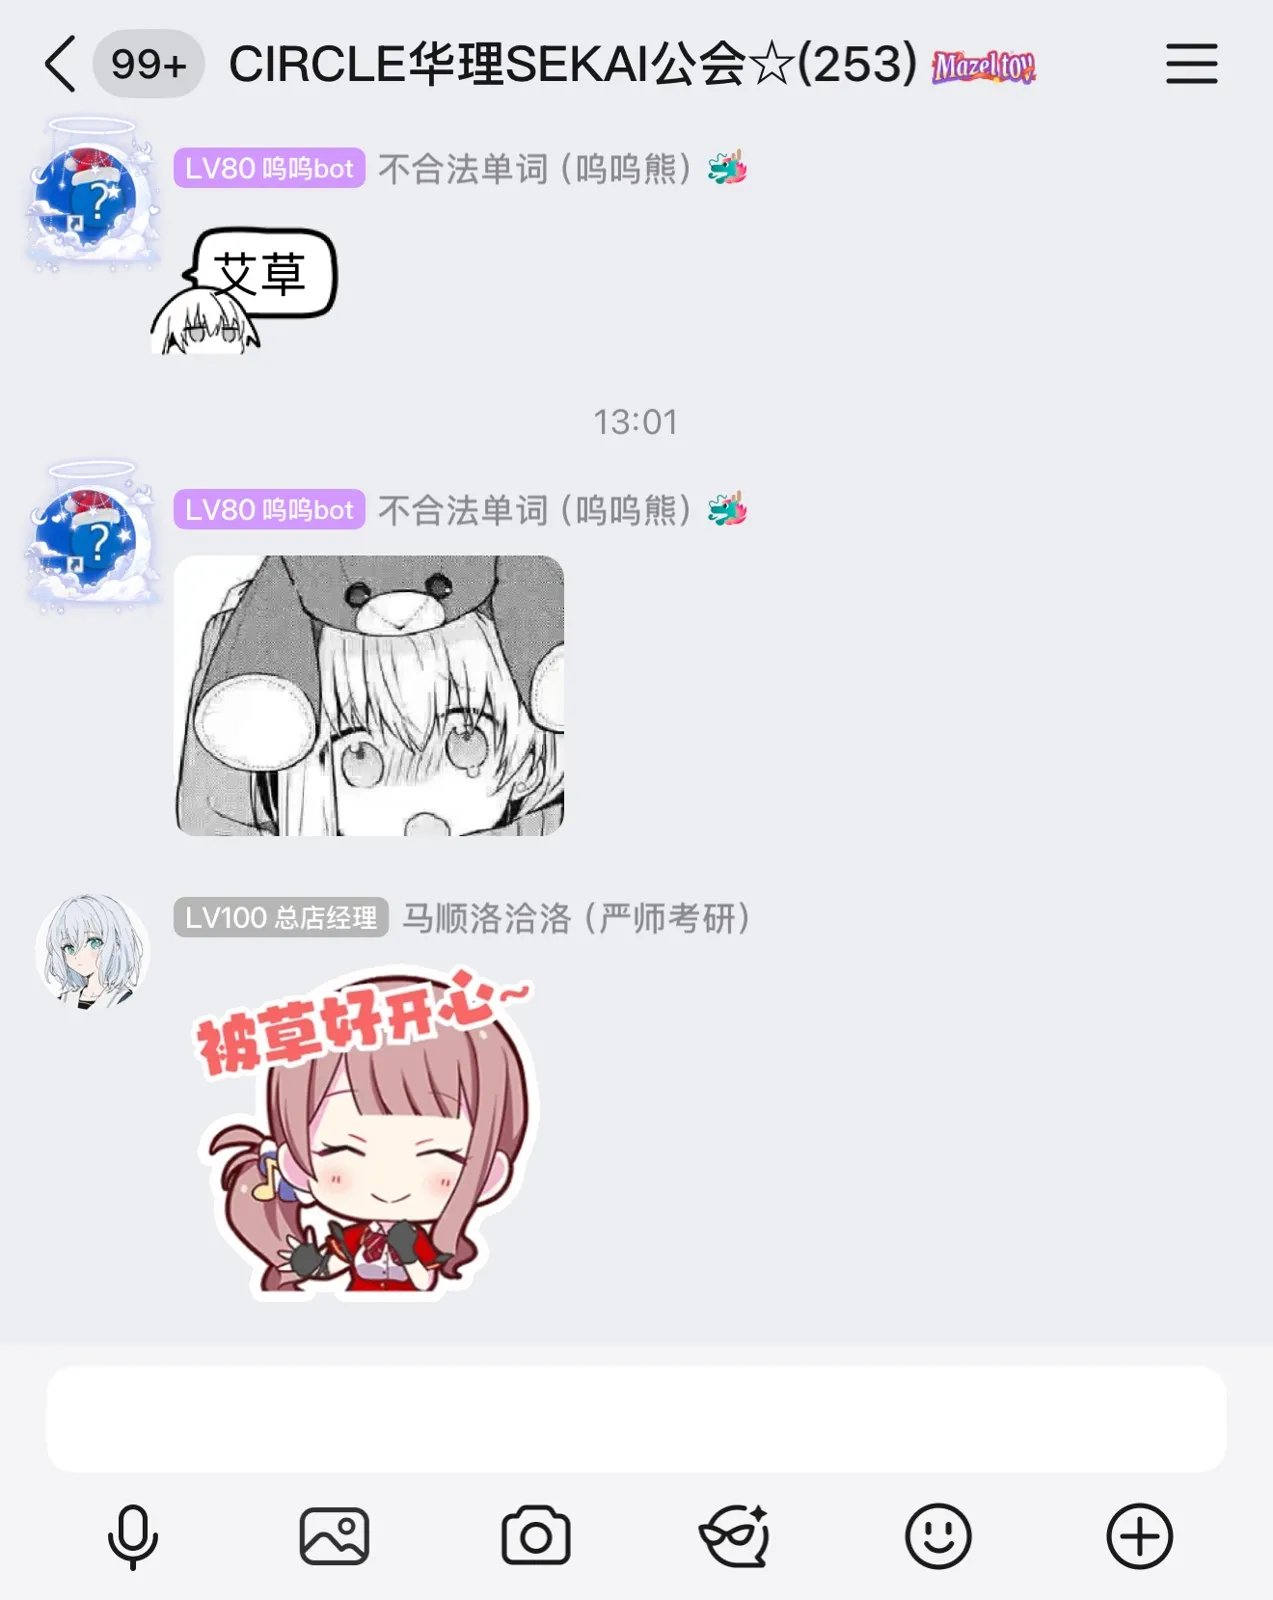 99+ CIRCLE华理SEKAI公会☆(253) Mazeltov
LV80 呜呜bot 不合法单词（呜呜熊）
?
艾草
13:01
LV80 呜呜bot 不合法单词（呜呜熊）
?
LV100 总店经理 马顺洛洽洛（严师考研）
被草好开心~